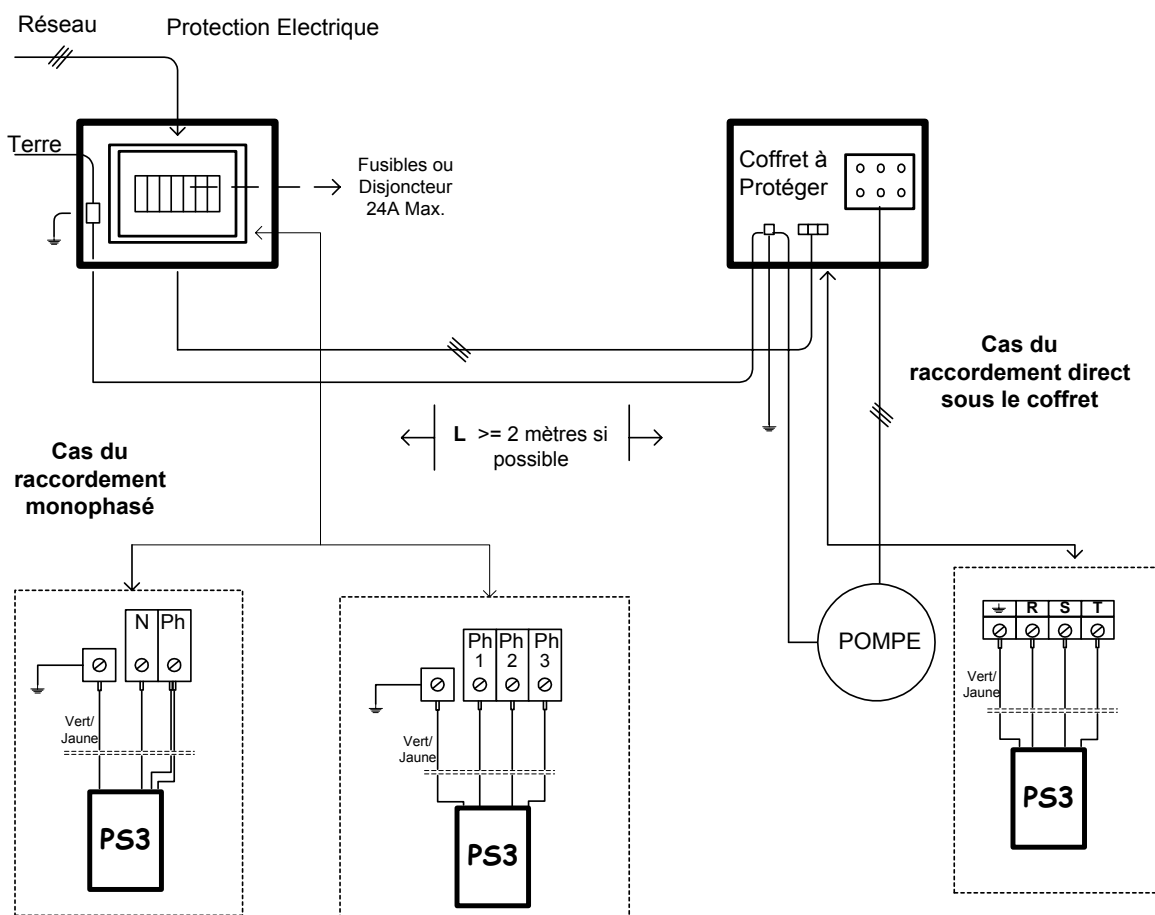 Réseau
Protection Electrique
Terre
Fusibles ou
Disjoncteur
24A Max.
Coffret à
Protéger
Cas du
raccordement direct
sous le coffret
L >= 2 mètres si
possible
Cas du
raccordement
monophasé
N Ph
Vert/
Jaune
PS3
Ph Ph Ph
1 2 3
Vert/
Jaune
PS3
POMPE
R S T
Vert/
Jaune
PS3